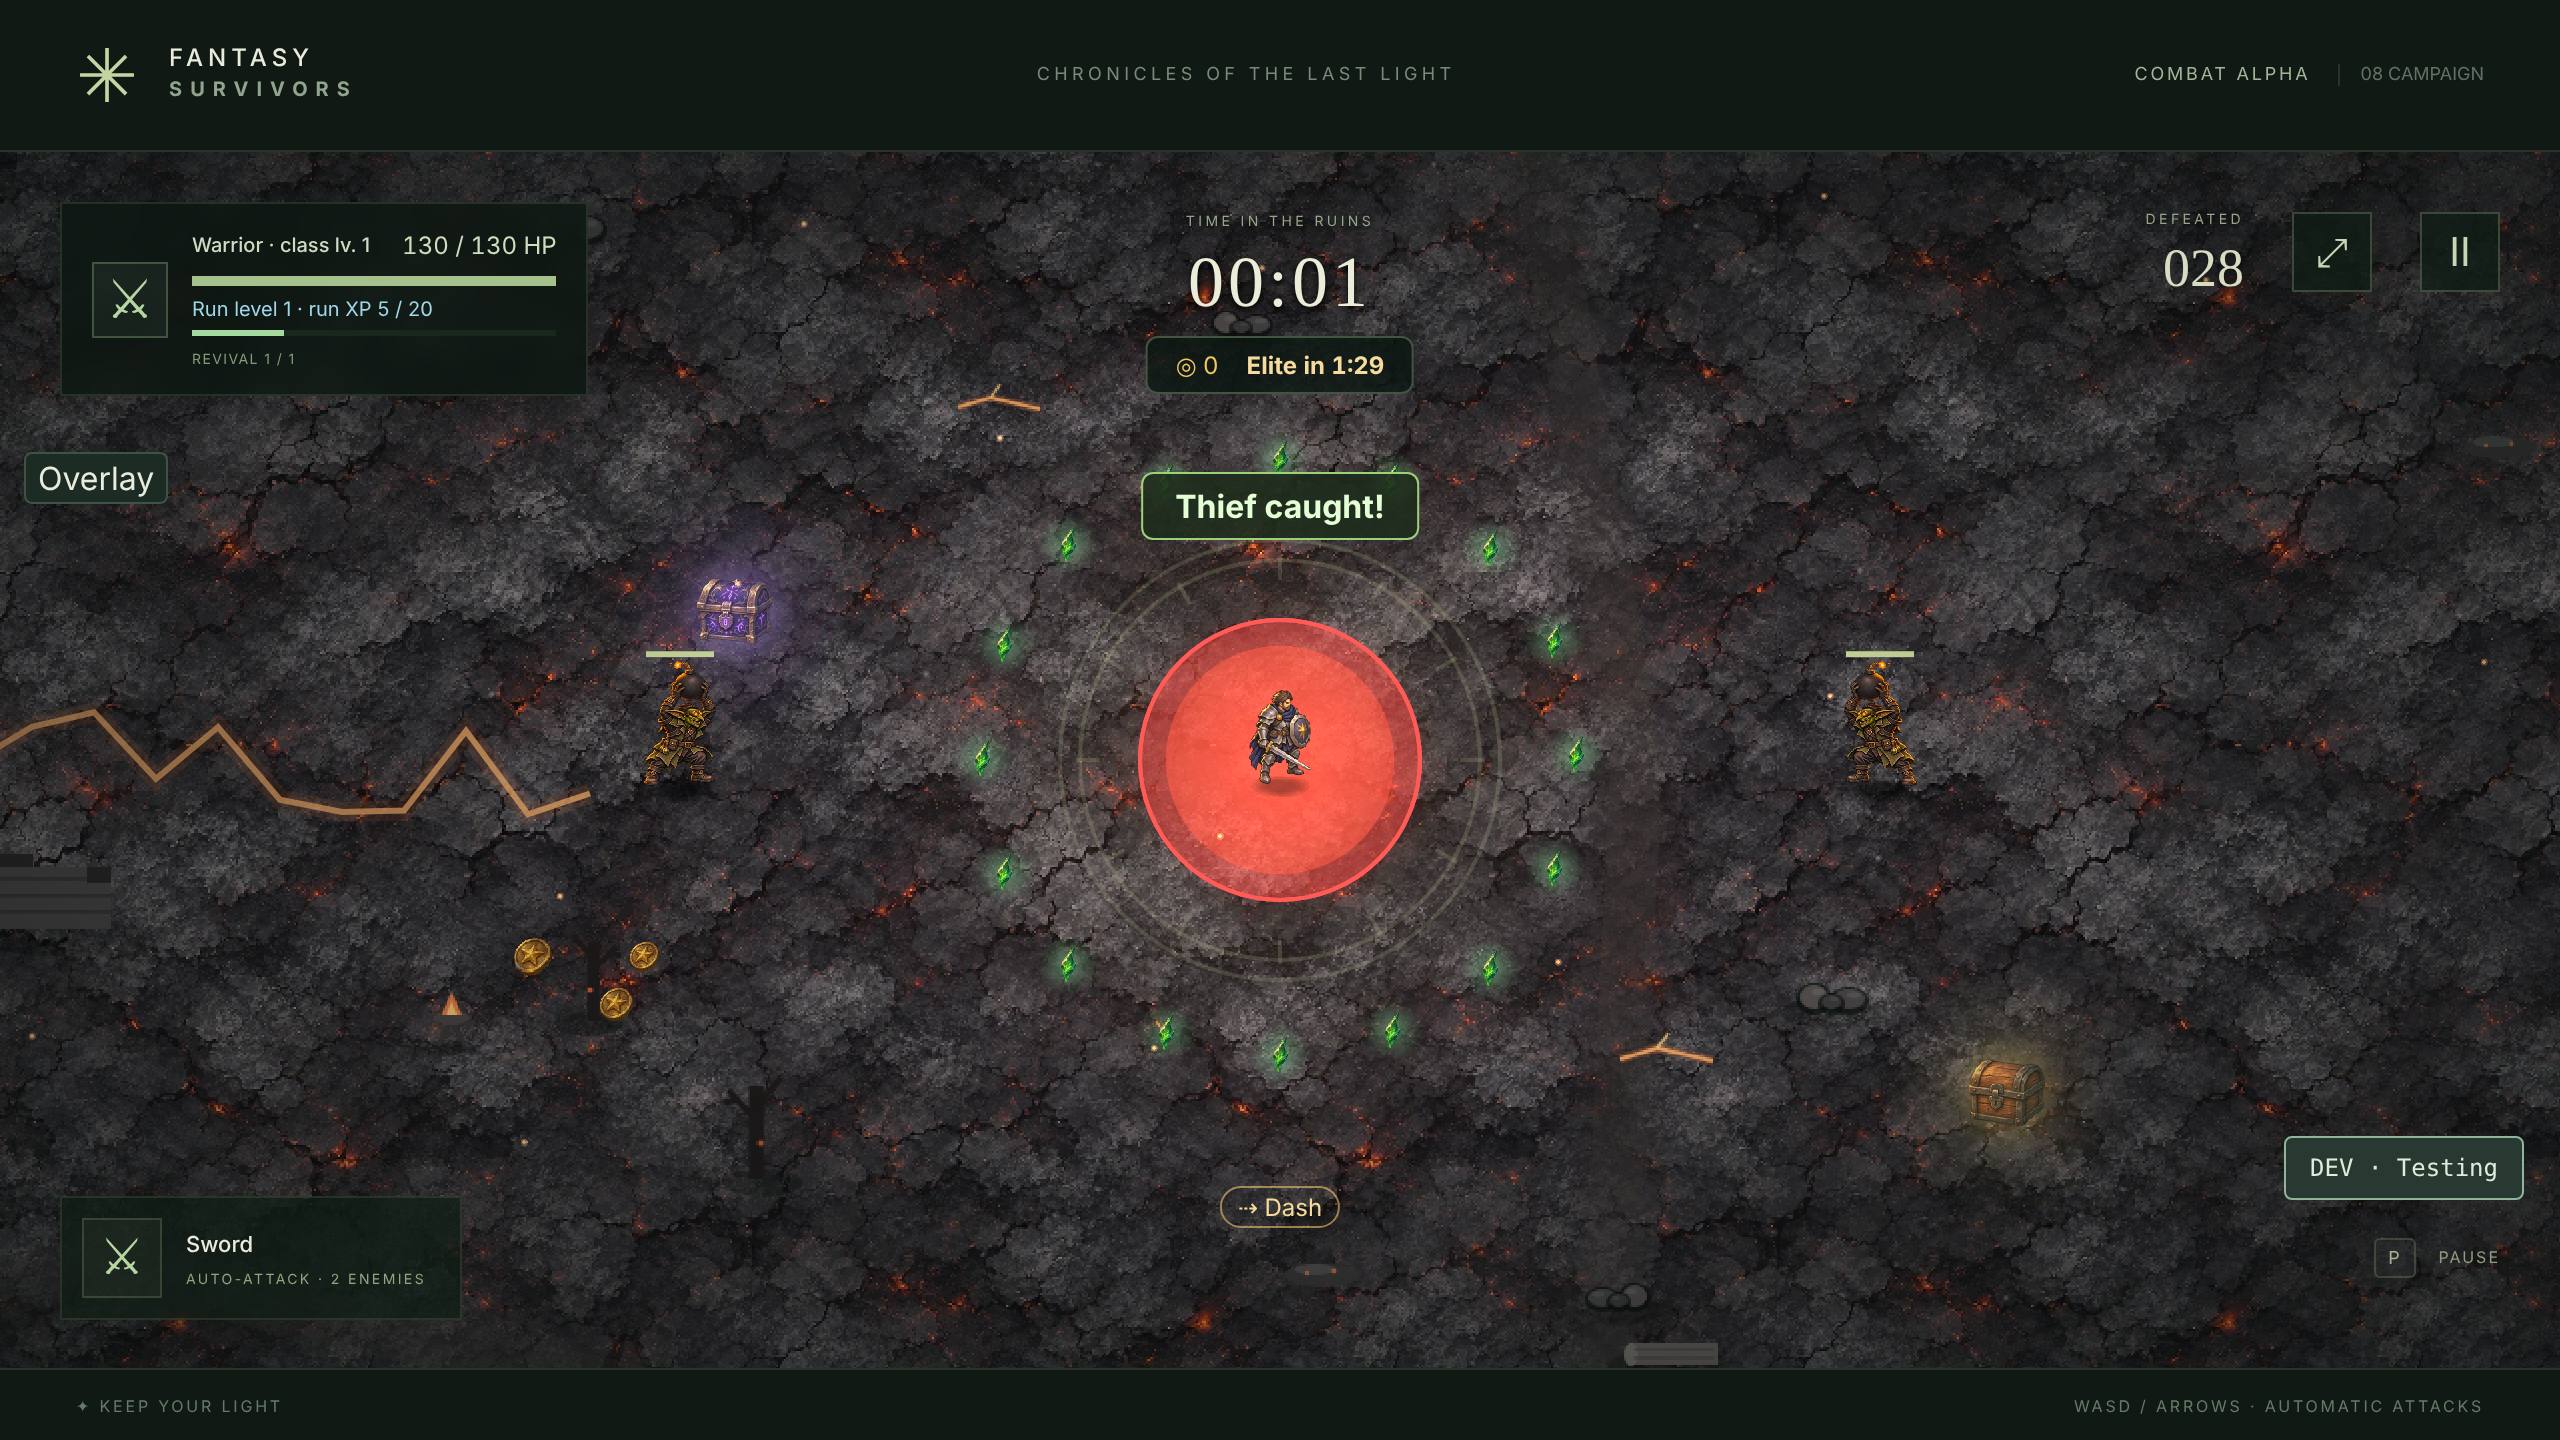 FANTASY
SURVIVORS
CHRONICLES OF THE LAST LIGHT
COMBAT ALPHA
08 CAMPAIGN
Warrior · class lv. 1
130 / 130 HP
Run level 1 · run XP 5 / 20
REVIVAL 1 / 1
TIME IN THE RUINS
00:01
◎ 0
Elite in 1:29
DEFEATED
028
Overlay
Thief caught!
DEV · Testing
⇢ Dash
Sword
AUTO-ATTACK · 2 ENEMIES
P
PAUSE
✦ KEEP YOUR LIGHT
WASD / ARROWS · AUTOMATIC ATTACKS